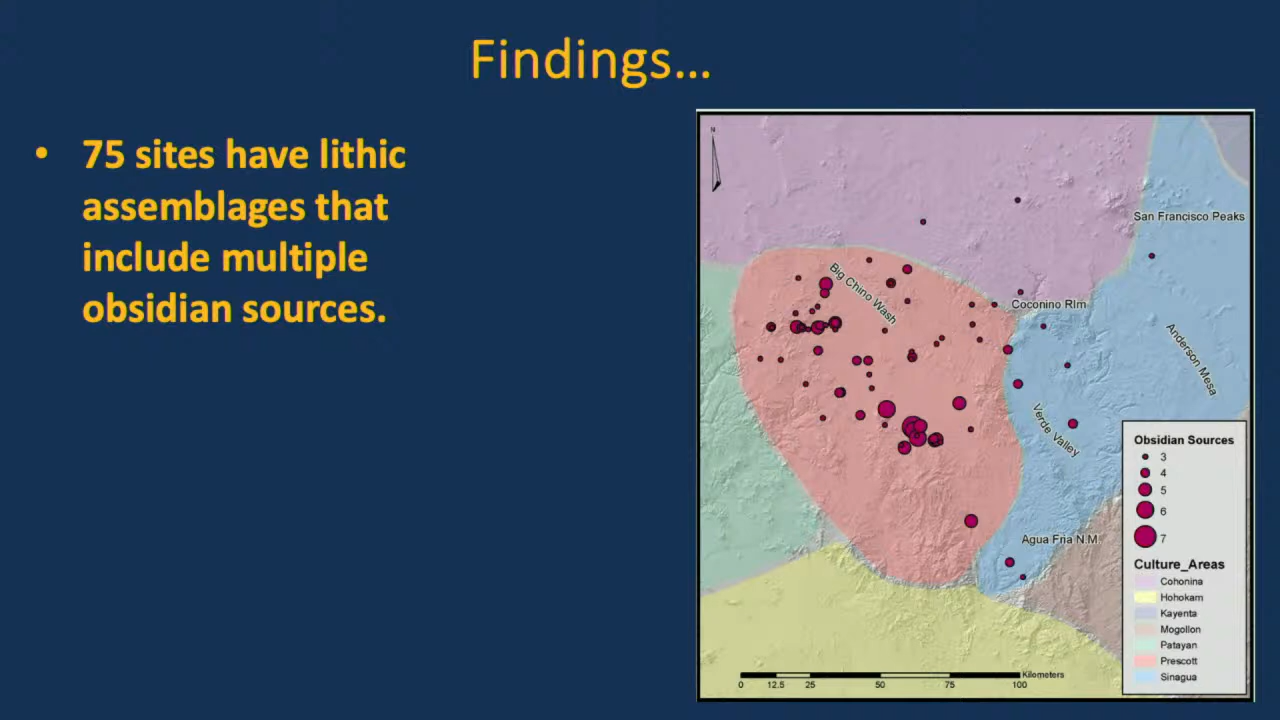 Findings...
• 75 sites have lithic
assemblages that
include multiple
obsidian sources.
N
San Francisco Peaks
Big Chino Wash
Coconino RIm
Anderson Mesa
Verde Valley
Agua Fria N.M.
Obsidian Sources
3
4
5
6
7
Culture_Areas
Cohonina
Hohokam
Kayenta
Mogollon
Patayan
Prescott
Sinagua
Kilometers
0 12.5 25 50 75 100